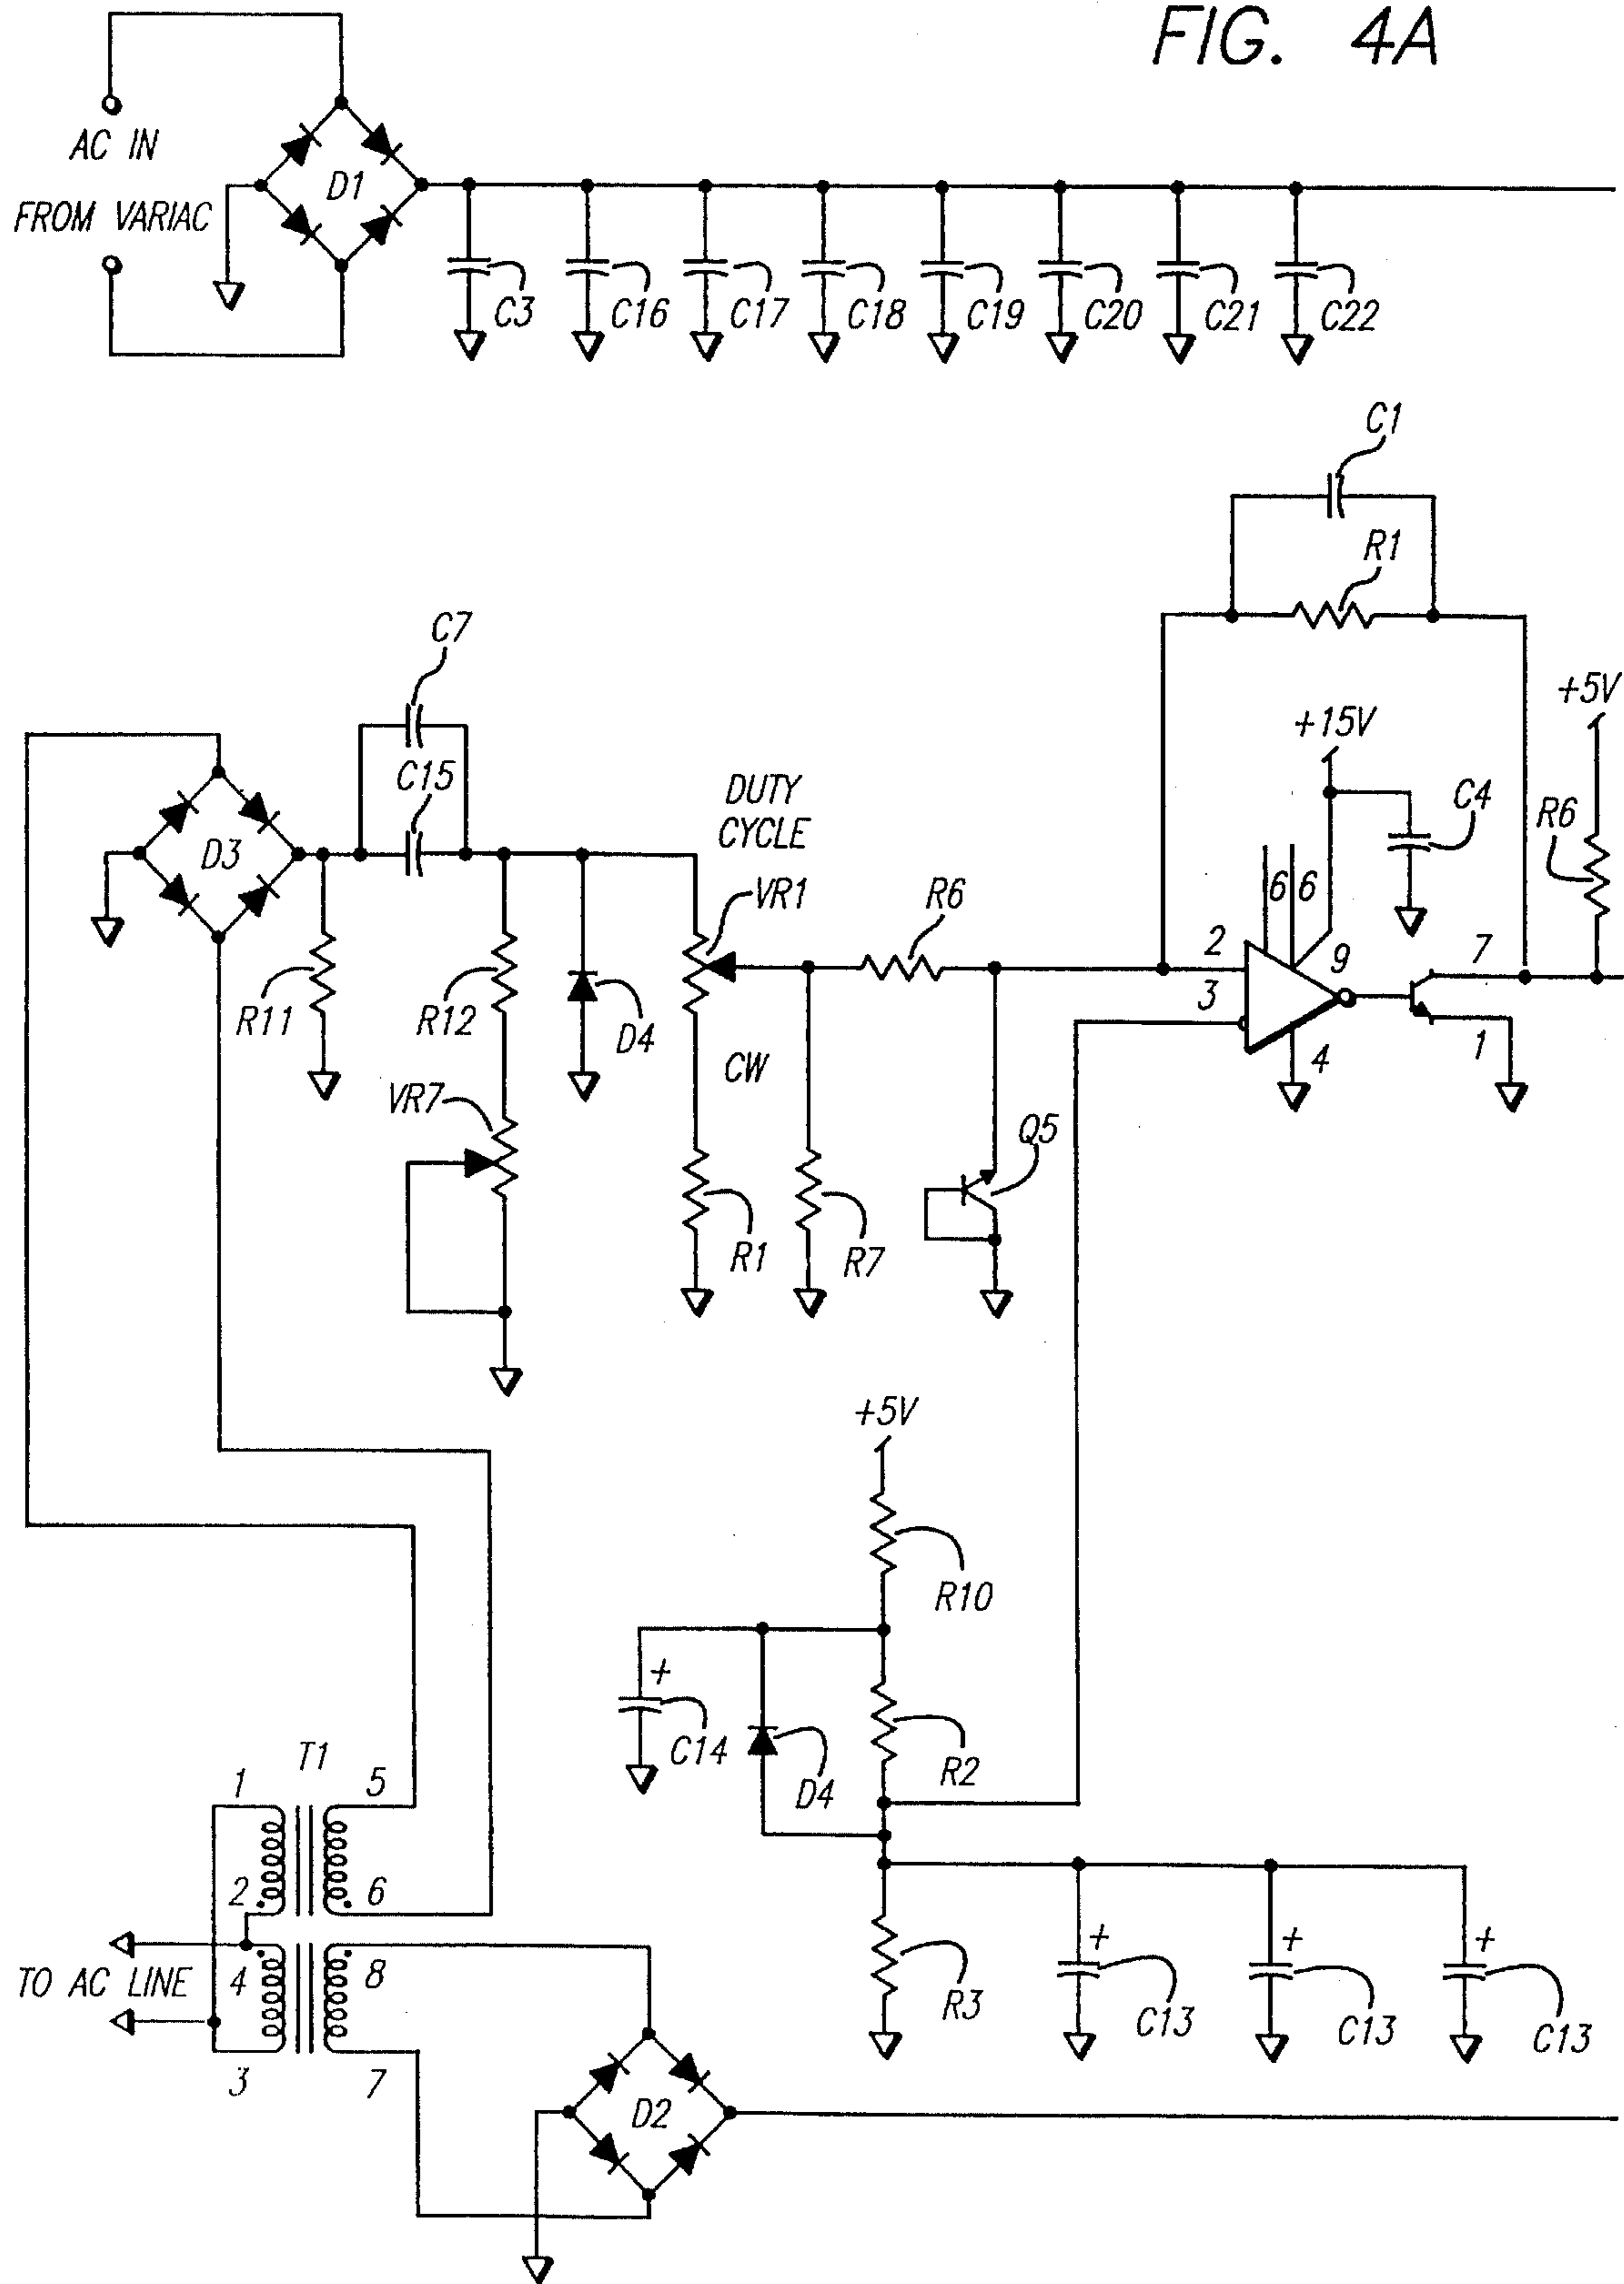 FIG. 4A
AC IN
FROM VARIAC
D1
C3
C16
C17
C18
C19
C20
C21
C22
C1
R1
C7
C15
+5V
+15V
C4
R6
DUTY
CYCLE
D3
VR1
R6
6
6
2
3
9
7
4
1
R11
R12
D4
CW
VR7
Q5
R1
R7
+5V
R10
+
C14
D4
R2
T1
1
5
2
6
TO AC LINE
4
8
3
7
R3
+
C13
+
C13
+
C13
D2